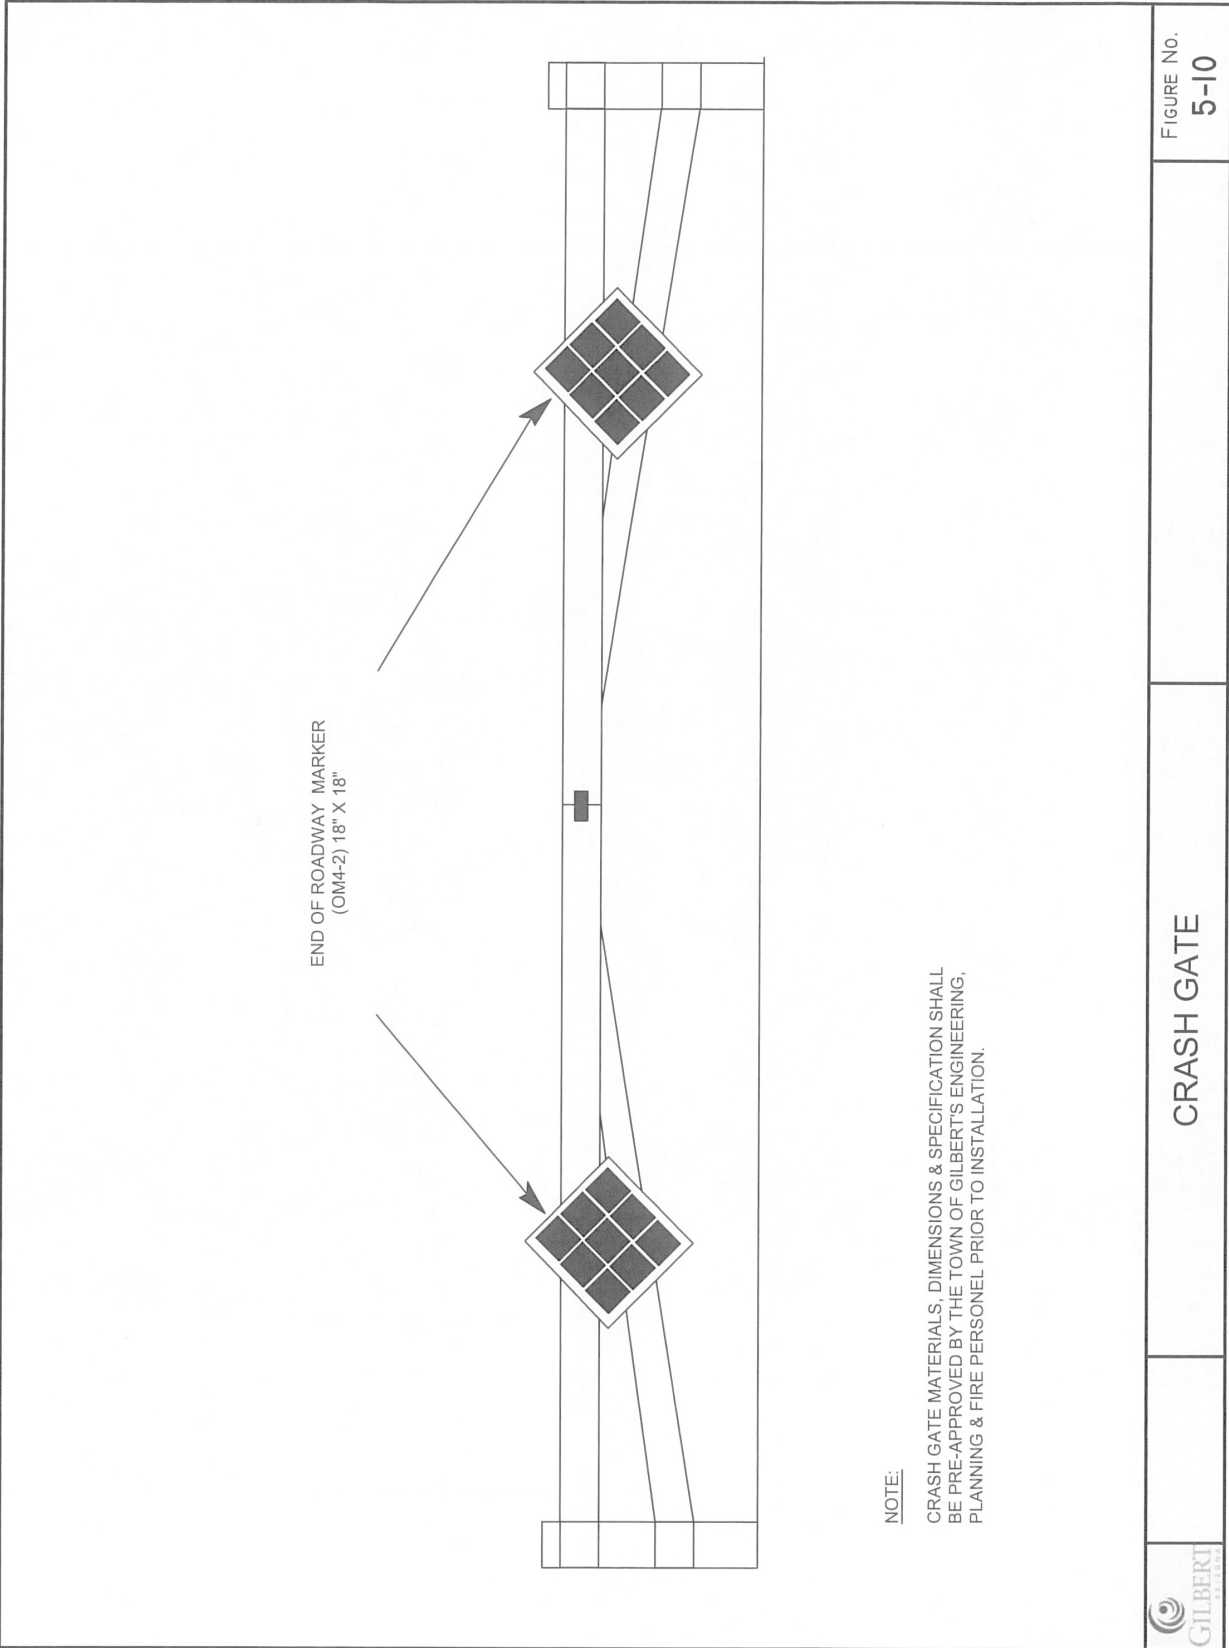 END OF ROADWAY MARKER
(OM4-2) 18" X 18"
NOTE:
CRASH GATE MATERIALS, DIMENSIONS & SPECIFICATION SHALL
BE PRE-APPROVED BY THE TOWN OF GILBERT'S ENGINEERING,
PLANNING & FIRE PERSONEL PRIOR TO INSTALLATION.
GILBERT
ARIZONA
CRASH GATE
FIGURE NO.
5-10